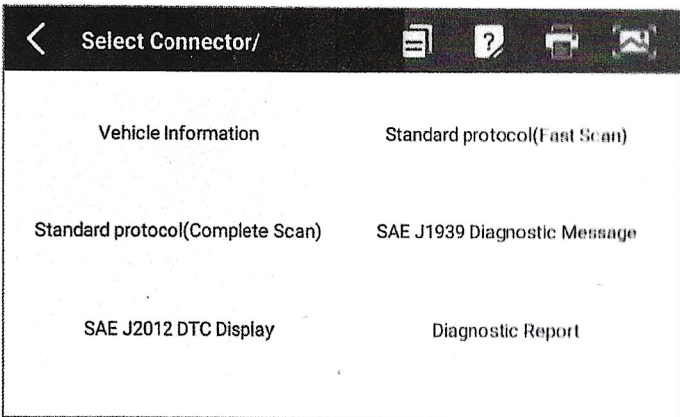 Select Connector/
Vehicle Information
Standard protocol(Fast Scan)
Standard protocol(Complete Scan)
SAE J1939 Diagnostic Message
SAE J2012 DTC Display
Diagnostic Report